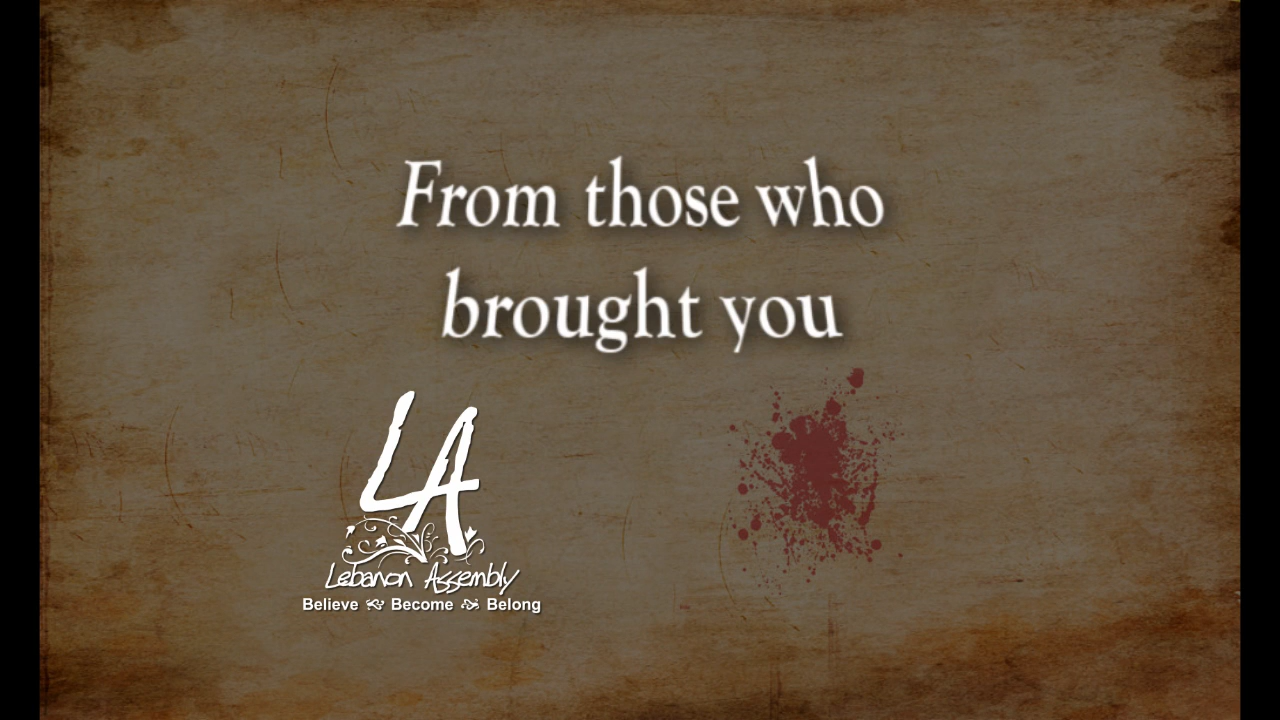 From those who
brought you
LA
Lebanon Assembly
Believe Become Belong